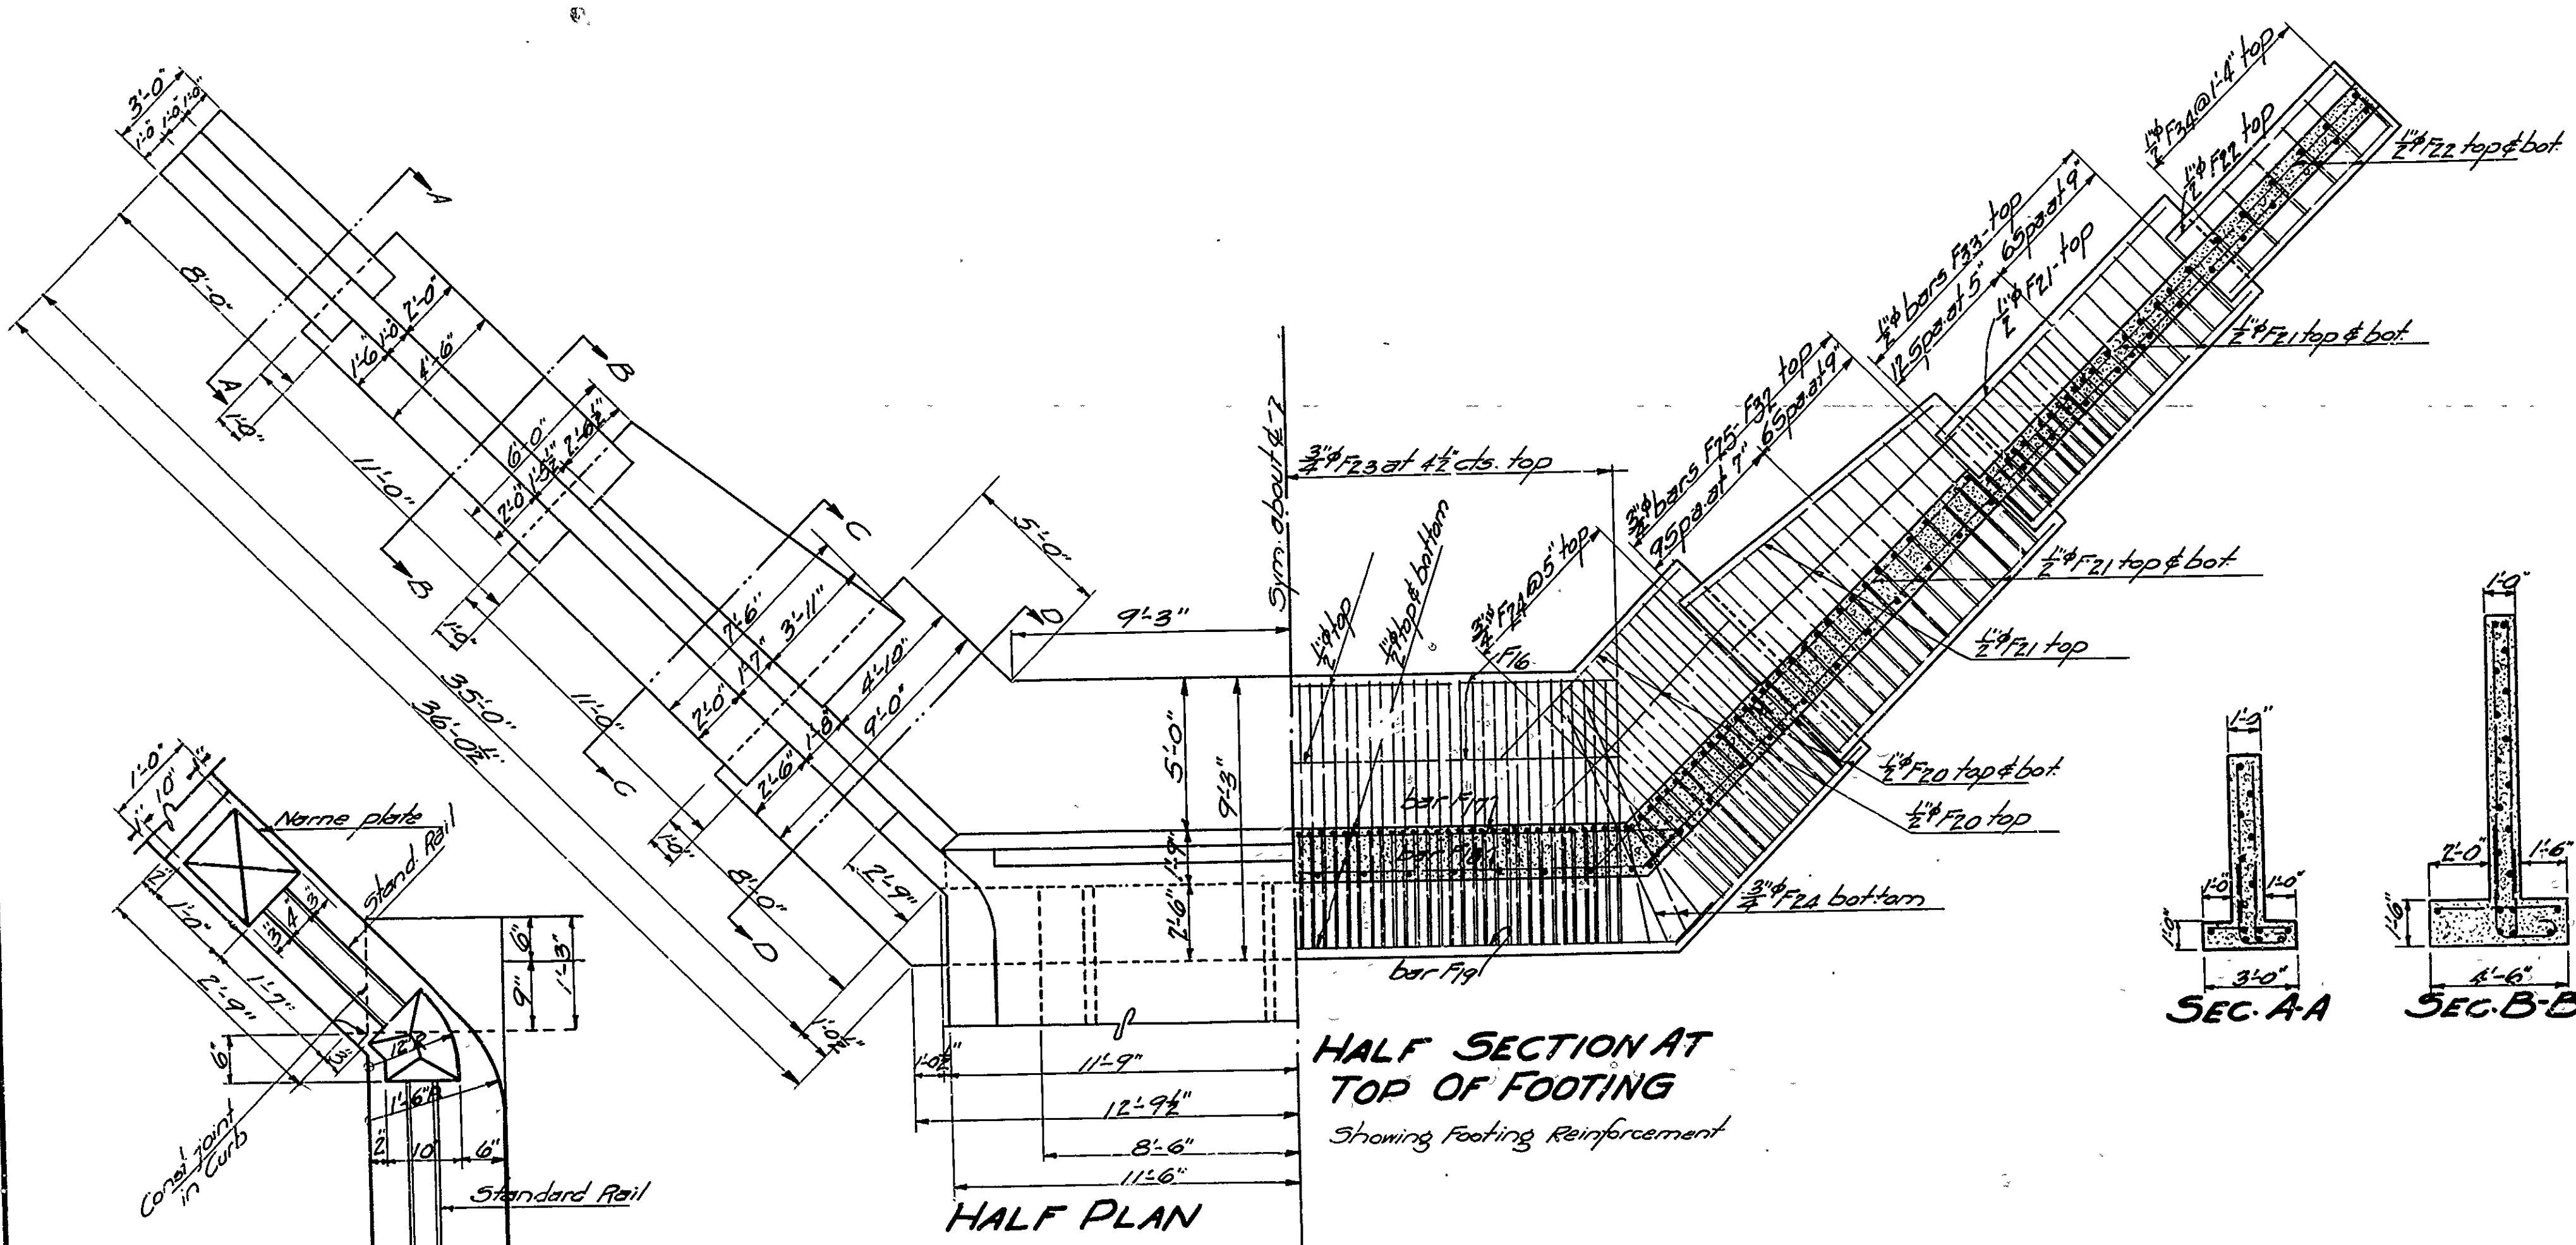 3'-0"
1'-0" 1'-0" 1'-0"
A
8'-0"
A
1'-0"
1'-6" 1'-0" 2'-0"
4'-6"
B
11'-0"
6'-0"
2'-0" 1'-5½" 2'-6½"
B
1'-9"
C
7'-6"
2'-0" 1'-7" 3'-11"
5'-0"
D
11'-0"
C
4'-10"
2'-6" 1'-8"
9'-0"
1'-0"
8'-0"
D
2'-9"
35'-0"
36'-0½"
1'-0½"
9'-3"
5'-0"
9'-3"
1'-9"
2'-6"
1'-0½"
11'-9"
12'-9½"
8'-6"
11'-6"
HALF PLAN
1'-0"
1" 10" 1"
Name plate
Stand. Rail
2"
1'-0"
3" 4" 3"
1'-7"
2'-9"
3"
6"
12"R
1'-6"R
6"
9"
1'-3"
2" 10" 6"
Const. joint
in Curb
Standard Rail
Sym. about ℄-7
¾"ϕ F23 at 4½" cts. top
½"ϕ top
½"ϕ top & bottom
¾"ϕ F24 @ 5" top
F16
bar F17
bar F18
bar F19
¾"ϕ bars F25-F32 top
9 Spa. at 7" 6 Spa. at 9"
½"ϕ bars F33-top
12 Spa. at 5" 6 Spa. at 9"
½"ϕ F21-top
½"ϕ F34 @ 1'-4" top
½"ϕ F22 top
½"ϕ F22 top & bot.
½"ϕ F21 top & bot.
½"ϕ F21 top & bot.
½"ϕ F21 top
½"ϕ F20 top & bot.
½"ϕ F20 top
¾"ϕ F24 bottom
HALF SECTION AT
TOP OF FOOTING
Showing Footing Reinforcement
1'-0"
1'-0" 1'-0"
1'-0"
3'-0"
SEC. A-A
1'-0"
2'-0" 1'-6"
1'-6"
4'-6"
SEC. B-B